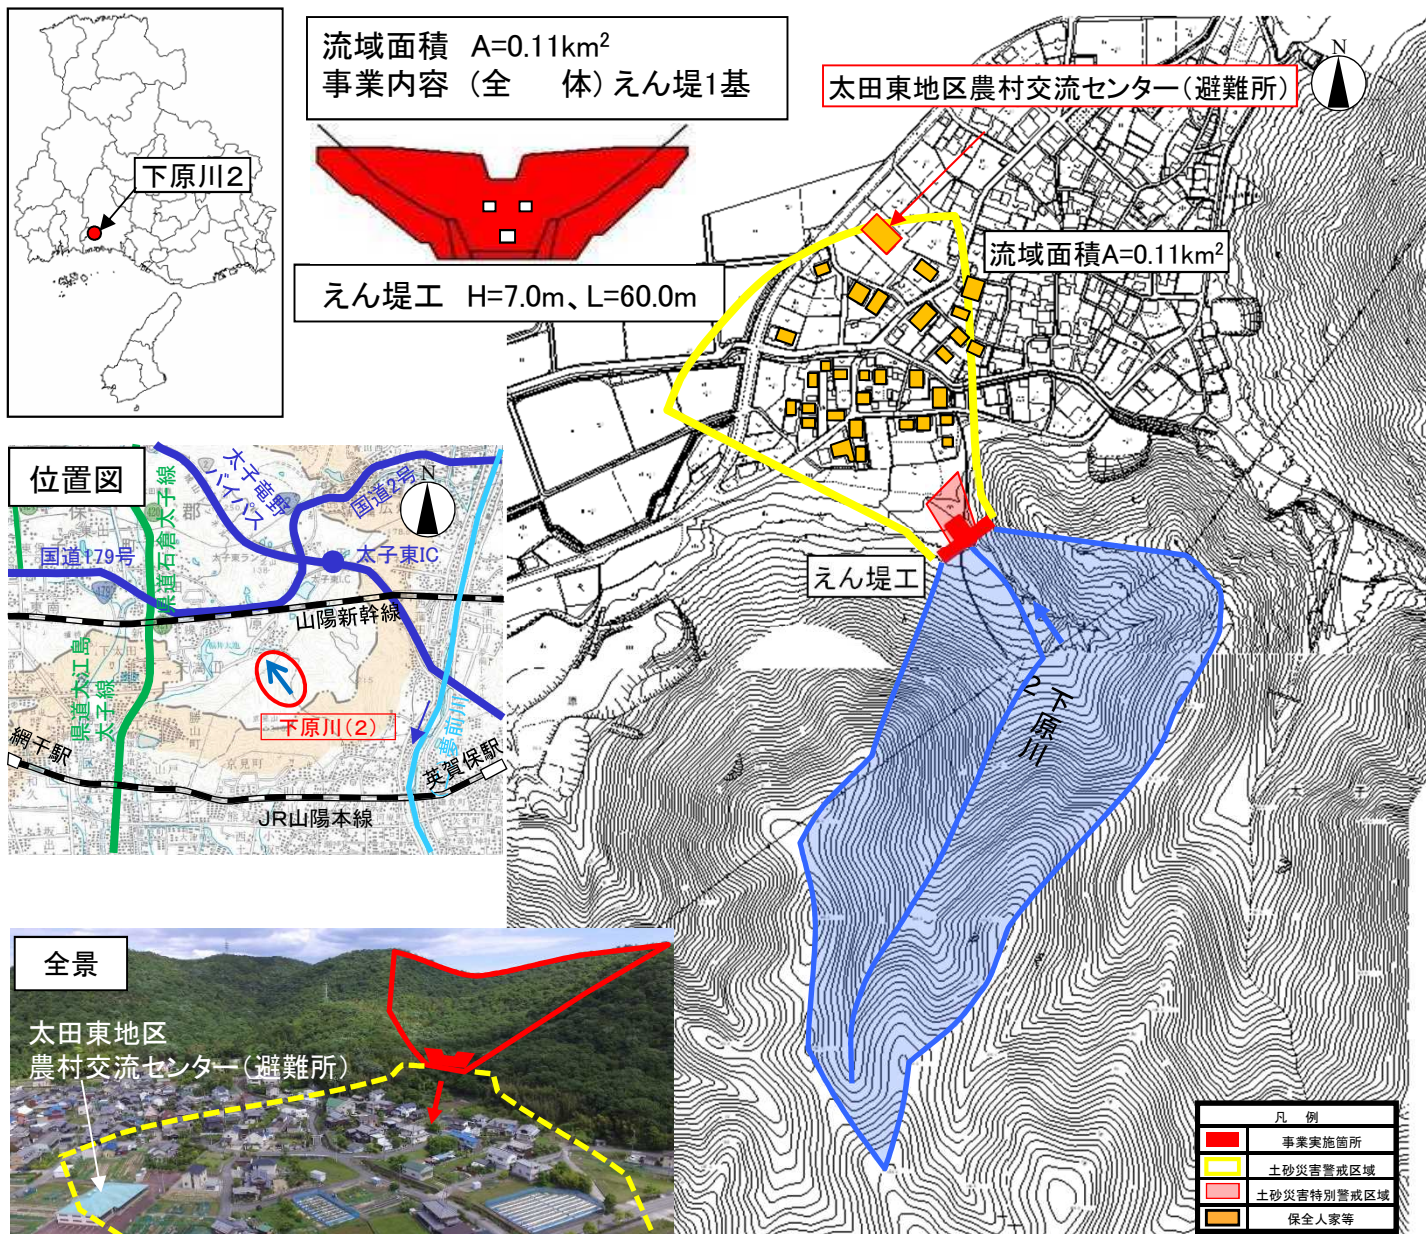 下原川2
流域面積 A=0.11km²
事業内容 (全 体) えん堤1基
えん堤工 H=7.0m、L=60.0m
太田東地区農村交流センター(避難所)
N
流域面積A=0.11km²
えん堤工
下原川2
位置図
N
太子竜野バイパス
国道2号
国道179号
県道石倉太子線
太子東IC
山陽新幹線
県道大江島太子線
下原川(2)
夢前川
網干駅
英賀保駅
JR山陽本線
全景
太田東地区
農村交流センター(避難所)
凡 例
事業実施箇所
土砂災害警戒区域
土砂災害特別警戒区域
保全人家等